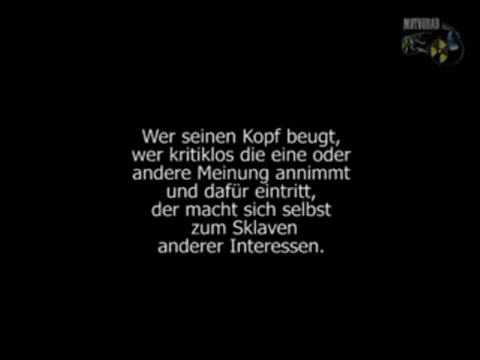 Wer seinen Kopf beugt,
wer kritiklos die eine oder
andere Meinung annimmt
und dafür eintritt,
der macht sich selbst
zum Sklaven
anderer Interessen.